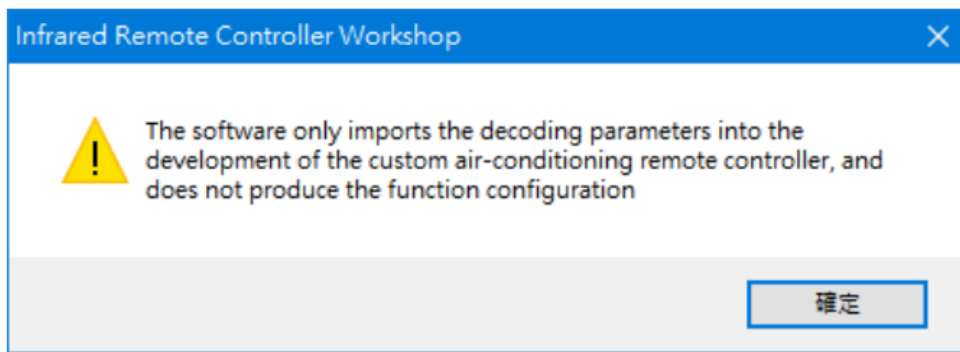 Infrared Remote Controller Workshop
The software only imports the decoding parameters into the
development of the custom air-conditioning remote controller, and
does not produce the function configuration
確定